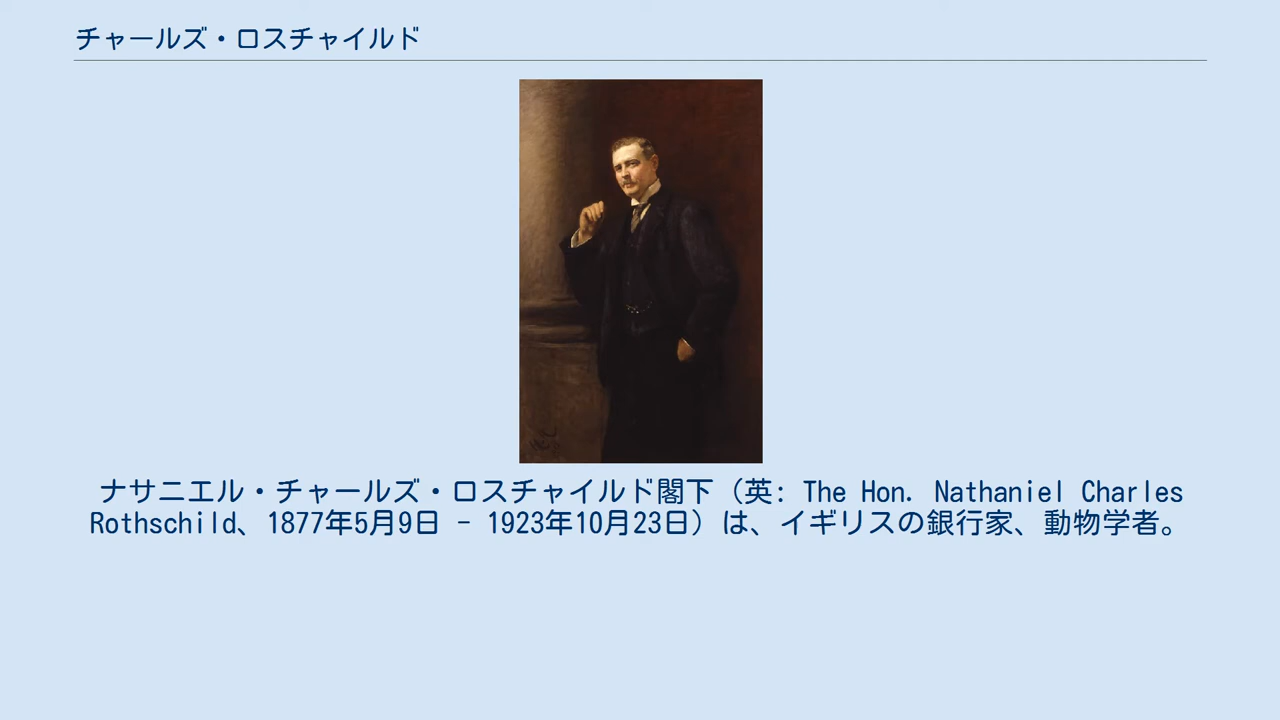 チャールズ・ロスチャイルド
ナサニエル・チャールズ・ロスチャイルド閣下（英: The Hon. Nathaniel Charles
Rothschild、1877年5月9日 - 1923年10月23日）は、イギリスの銀行家、動物学者。